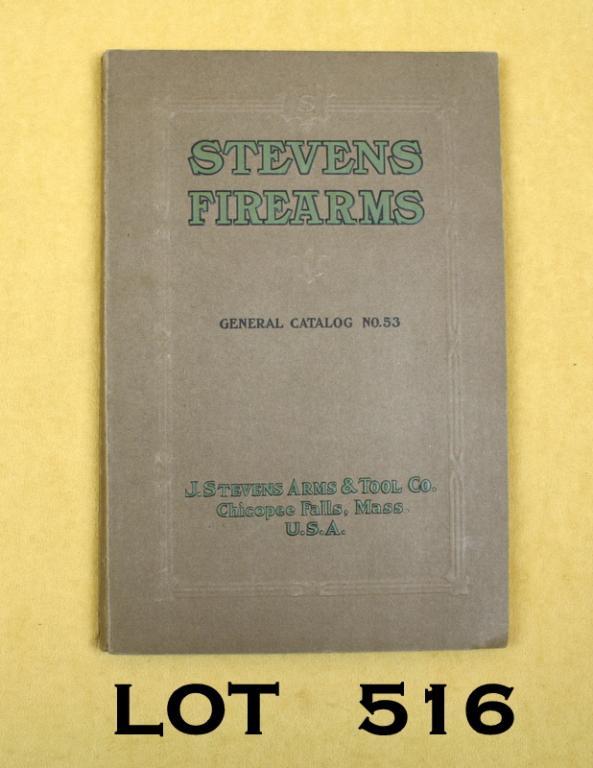 S
STEVENS
FIREARMS
GENERAL CATALOG NO.53
J. STEVENS ARMS & TOOL CO.
Chicopee Falls, Mass.
U.S.A.
LOT 516